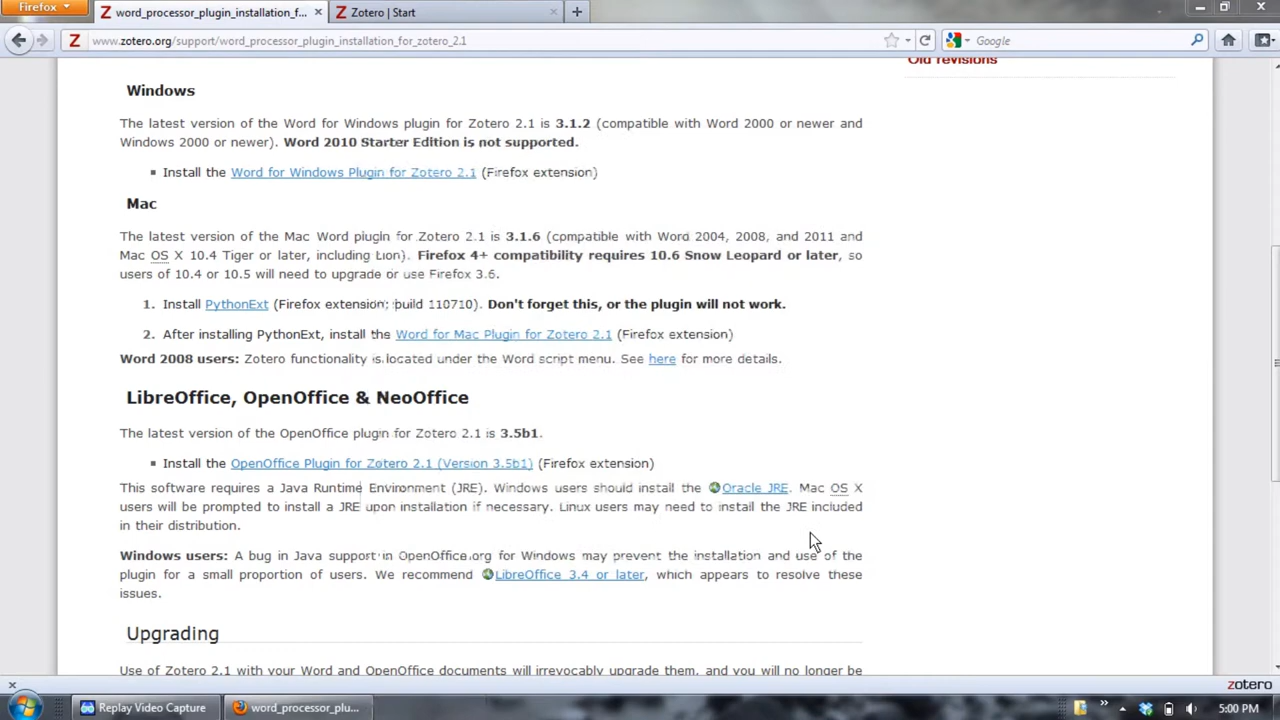 Firefox
word_processor_plugin_installation_f...
Zotero | Start
www.zotero.org/support/word_processor_plugin_installation_for_zotero_2.1
Google
Old revisions
Windows
The latest version of the Word for Windows plugin for Zotero 2.1 is 3.1.2 (compatible with Word 2000 or newer and
Windows 2000 or newer). Word 2010 Starter Edition is not supported.
Install the Word for Windows Plugin for Zotero 2.1 (Firefox extension)
Mac
The latest version of the Mac Word plugin for Zotero 2.1 is 3.1.6 (compatible with Word 2004, 2008, and 2011 and
Mac OS X 10.4 Tiger or later, including Lion). Firefox 4+ compatibility requires 10.6 Snow Leopard or later, so
users of 10.4 or 10.5 will need to upgrade or use Firefox 3.6.
1. Install PythonExt (Firefox extension; build 110710). Don't forget this, or the plugin will not work.
2. After installing PythonExt, install the Word for Mac Plugin for Zotero 2.1 (Firefox extension)
Word 2008 users: Zotero functionality is located under the Word script menu. See here for more details.
LibreOffice, OpenOffice & NeoOffice
The latest version of the OpenOffice plugin for Zotero 2.1 is 3.5b1.
Install the OpenOffice Plugin for Zotero 2.1 (Version 3.5b1) (Firefox extension)
This software requires a Java Runtime Environment (JRE). Windows users should install the Oracle JRE. Mac OS X
users will be prompted to install a JRE upon installation if necessary. Linux users may need to install the JRE included
in their distribution.
Windows users: A bug in Java support in OpenOffice.org for Windows may prevent the installation and use of the
plugin for a small proportion of users. We recommend LibreOffice 3.4 or later, which appears to resolve these
issues.
Upgrading
Use of Zotero 2.1 with your Word and OpenOffice documents will irrevocably upgrade them, and you will no longer be
zotero
Replay Video Capture
word_processor_plu...
5:00 PM